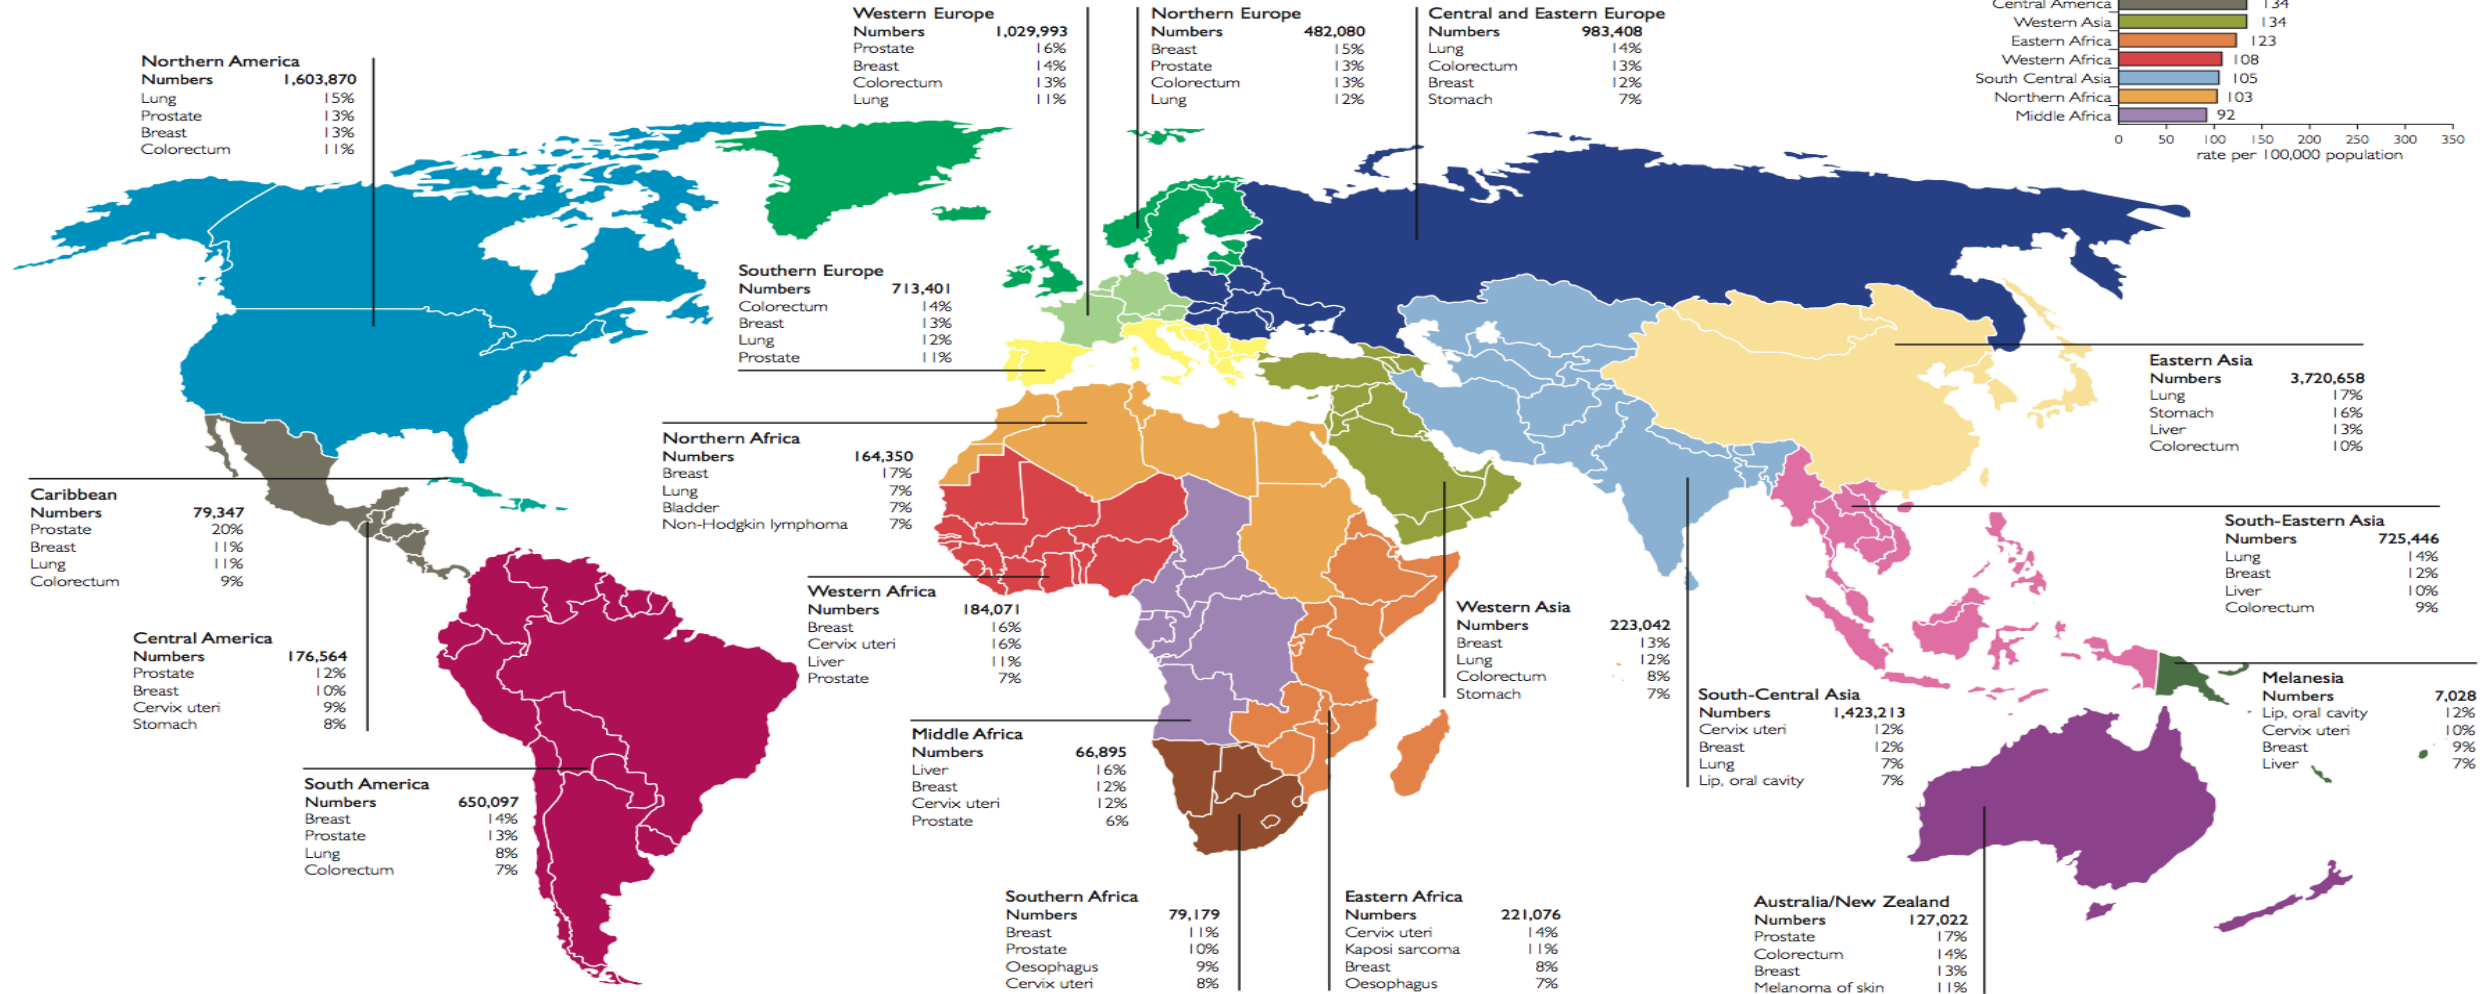 Northern America
Numbers 1,603,870
Lung 15%
Prostate 13%
Breast 13%
Colorectum 11%
Western Europe
Numbers 1,029,993
Prostate 16%
Breast 14%
Colorectum 13%
Lung 11%
Northern Europe
Numbers 482,080
Breast 15%
Prostate 13%
Colorectum 13%
Lung 12%
Central and Eastern Europe
Numbers 983,408
Lung 14%
Colorectum 13%
Breast 12%
Stomach 7%
Central America 134
Western Asia 134
Eastern Africa 123
Western Africa 108
South Central Asia 105
Northern Africa 103
Middle Africa 92
0 50 100 150 200 250 300 350
rate per 100,000 population
Southern Europe
Numbers 713,401
Colorectum 14%
Breast 13%
Lung 12%
Prostate 11%
Eastern Asia
Numbers 3,720,658
Lung 17%
Stomach 16%
Liver 13%
Colorectum 10%
Northern Africa
Numbers 164,350
Breast 17%
Lung 7%
Bladder 7%
Non-Hodgkin lymphoma 7%
Caribbean
Numbers 79,347
Prostate 20%
Breast 11%
Lung 11%
Colorectum 9%
South-Eastern Asia
Numbers 725,446
Lung 14%
Breast 12%
Liver 10%
Colorectum 9%
Western Africa
Numbers 184,071
Breast 16%
Cervix uteri 16%
Liver 11%
Prostate 7%
Western Asia
Numbers 223,042
Breast 13%
Lung 12%
Colorectum 8%
Stomach 7%
Central America
Numbers 176,564
Prostate 12%
Breast 10%
Cervix uteri 9%
Stomach 8%
Melanesia
Numbers 7,028
Lip, oral cavity 12%
Cervix uteri 10%
Breast 9%
Liver 7%
South-Central Asia
Numbers 1,423,213
Cervix uteri 12%
Breast 12%
Lung 7%
Lip, oral cavity 7%
Middle Africa
Numbers 66,895
Liver 16%
Breast 12%
Cervix uteri 12%
Prostate 6%
South America
Numbers 650,097
Breast 14%
Prostate 13%
Lung 8%
Colorectum 7%
Southern Africa
Numbers 79,179
Breast 11%
Prostate 10%
Oesophagus 9%
Cervix uteri 8%
Eastern Africa
Numbers 221,076
Cervix uteri 14%
Kaposi sarcoma 11%
Breast 8%
Oesophagus 7%
Australia/New Zealand
Numbers 127,022
Prostate 17%
Colorectum 14%
Breast 13%
Melanoma of skin 11%